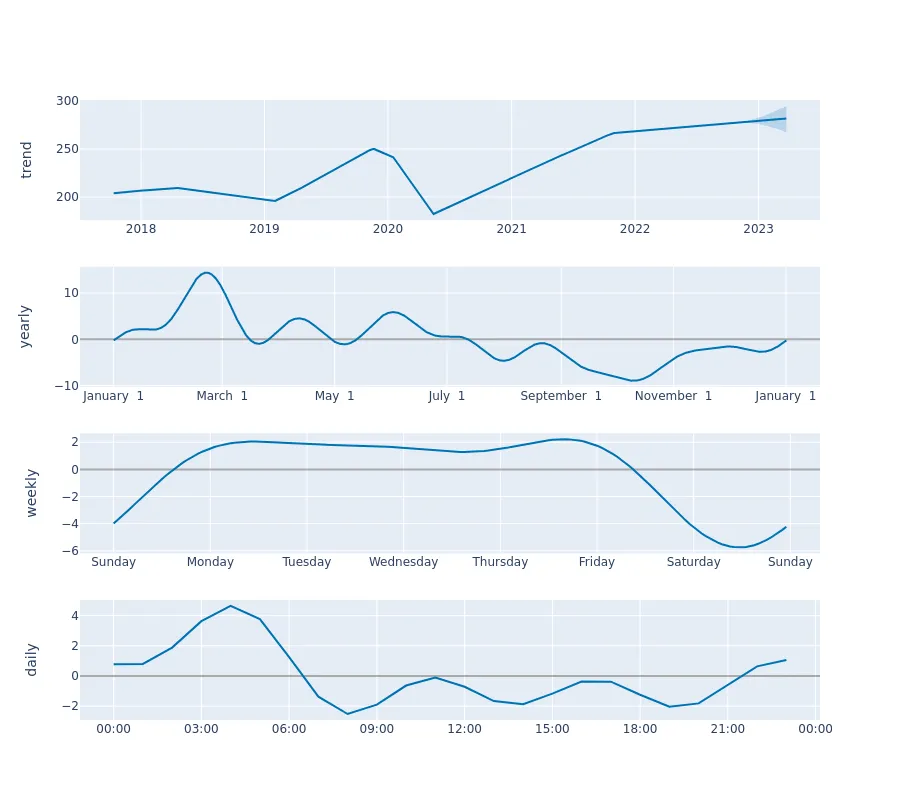 trend
300
250
200
2018 2019 2020 2021 2022 2023
yearly
10
0
−10
January 1 March 1 May 1 July 1 September 1 November 1 January 1
weekly
2
0
−2
−4
−6
Sunday Monday Tuesday Wednesday Thursday Friday Saturday Sunday
daily
4
2
0
−2
00:00 03:00 06:00 09:00 12:00 15:00 18:00 21:00 00:00